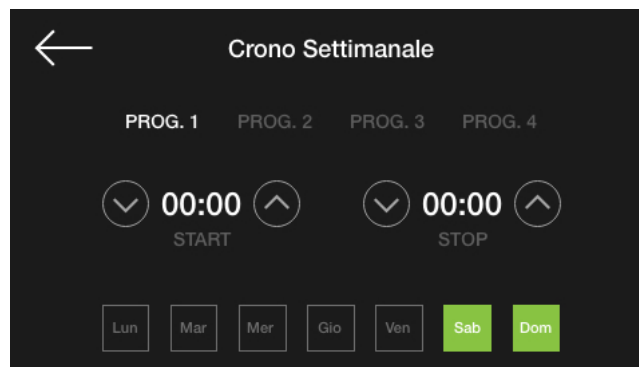 Crono Settimanale
PROG. 1 PROG. 2 PROG. 3 PROG. 4
00:00 00:00
START STOP
Lun Mar Mer Gio Ven Sab Dom